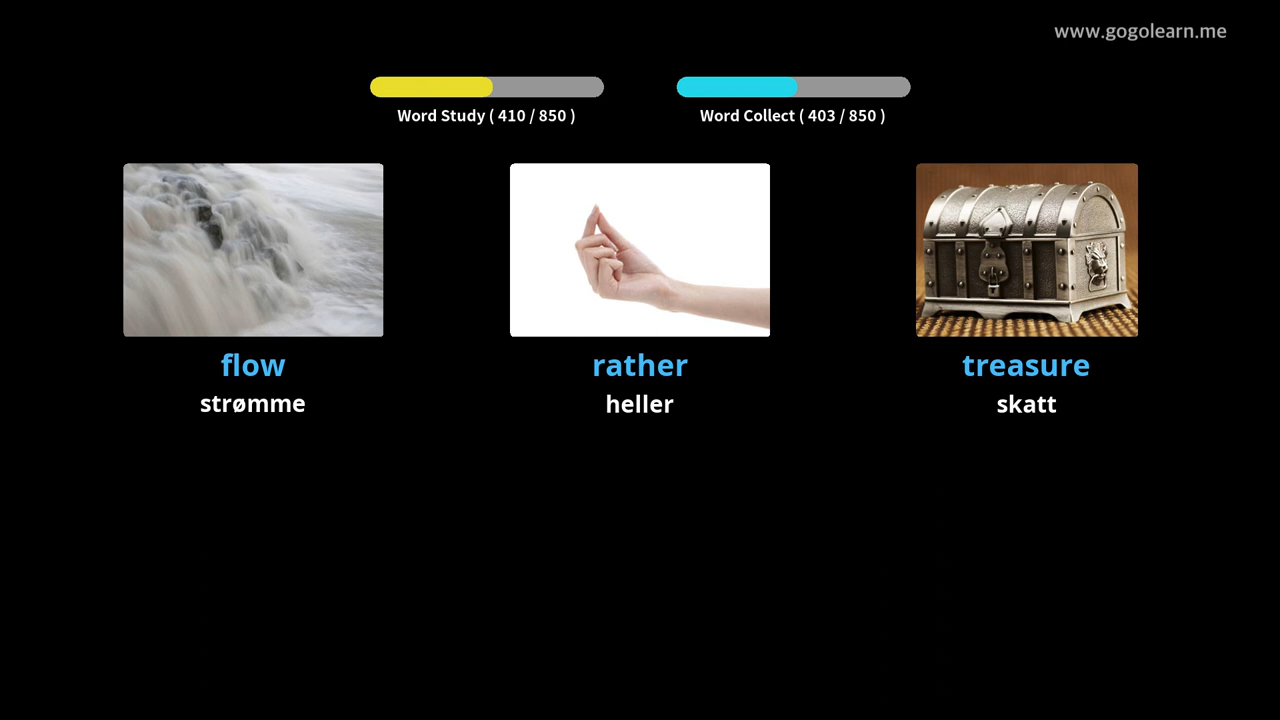 www.gogolearn.me
Word Study ( 410 / 850 )
Word Collect ( 403 / 850 )
flow
strømme
rather
heller
treasure
skatt